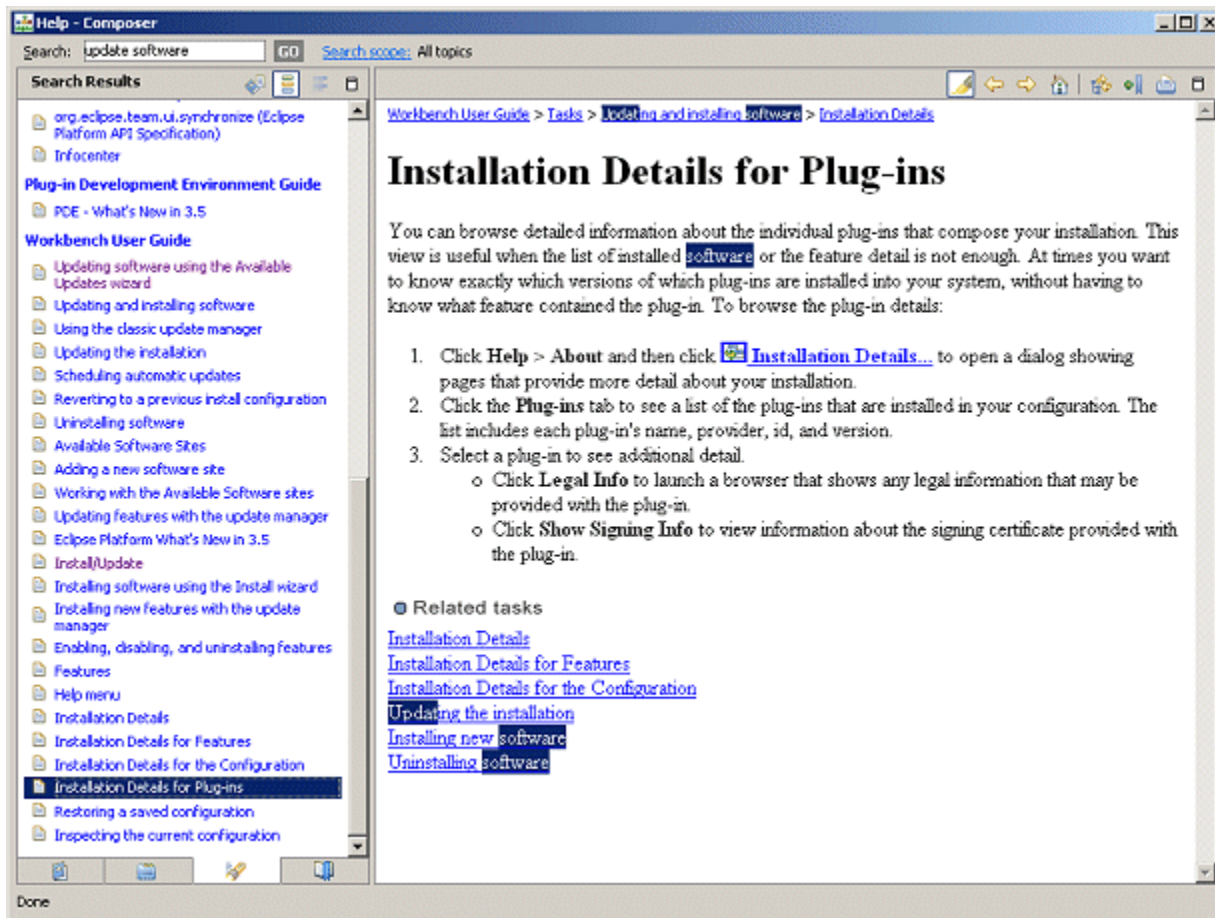 Help - Composer
Search: update software GO Search scope: All topics
Search Results
org.eclipse.team.ui.synchronize (Eclipse
Platform API Specification)
Infocenter
Plug-in Development Environment Guide
PDE - What's New in 3.5
Workbench User Guide
Updating software using the Available
Updates wizard
Updating and installing software
Using the classic update manager
Updating the installation
Scheduling automatic updates
Reverting to a previous install configuration
Uninstalling software
Available Software Sites
Adding a new software site
Working with the Available Software sites
Updating features with the update manager
Eclipse Platform What's New in 3.5
Install/Update
Installing software using the Install wizard
Installing new features with the update
manager
Enabling, disabling, and uninstalling features
Features
Help menu
Installation Details
Installation Details for Features
Installation Details for the Configuration
Installation Details for Plug-ins
Restoring a saved configuration
Inspecting the current configuration
Workbench User Guide > Tasks > Updating and installing software > Installation Details
Installation Details for Plug-ins
You can browse detailed information about the individual plug-ins that compose your installation. This
view is useful when the list of installed software or the feature detail is not enough. At times you want
to know exactly which versions of which plug-ins are installed into your system, without having to
know what feature contained the plug-in. To browse the plug-in details:
1. Click Help > About and then click Installation Details... to open a dialog showing
pages that provide more detail about your installation.
2. Click the Plug-ins tab to see a list of the plug-ins that are installed in your configuration. The
list includes each plug-in's name, provider, id, and version.
3. Select a plug-in to see additional detail.
o Click Legal Info to launch a browser that shows any legal information that may be
provided with the plug-in.
o Click Show Signing Info to view information about the signing certificate provided with
the plug-in.
Related tasks
Installation Details
Installation Details for Features
Installation Details for the Configuration
Updating the installation
Installing new software
Uninstalling software
Done